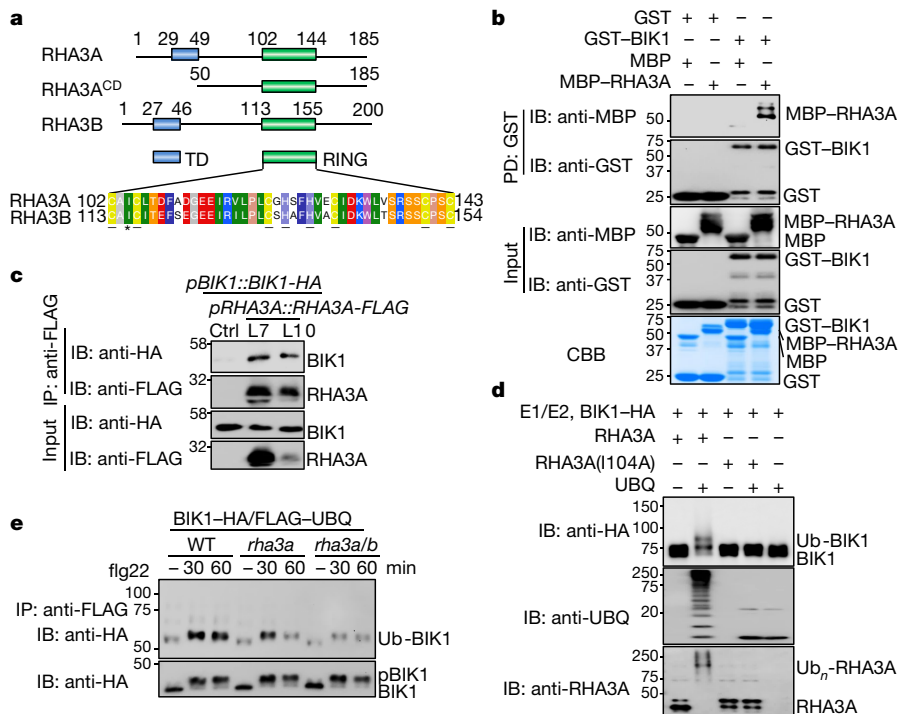 a
1 29 49 102 144 185
RHA3A
50 185
RHA3A^CD
1 27 46 113 155 200
RHA3B
TD RING
RHA3A 102 CAICLTDFADGEEIRVLPLCGHSFHVECIDKWLVSRSSCPSC 143
RHA3B 113 CAICITEFSEGEEIRILPLCSHAFHVACIDKWLTSRSSCPSC 154
*
b
GST + + – –
GST–BIK1 – – + +
MBP + – + –
MBP–RHA3A – + – +
PD: GST
IB: anti-MBP 50 MBP–RHA3A
75
50
37
25
IB: anti-GST GST–BIK1
GST
Input
IB: anti-MBP 50 MBP–RHA3A
MBP
75
50
37
25
IB: anti-GST GST–BIK1
GST
CBB
75
50
37
25
GST–BIK1
MBP–RHA3A
MBP
GST
c
pBIK1::BIK1-HA
pRHA3A::RHA3A-FLAG
Ctrl L7 L10
IP: anti-FLAG
58
IB: anti-HA BIK1
32
IB: anti-FLAG RHA3A
Input
58
IB: anti-HA BIK1
32
IB: anti-FLAG RHA3A
d
E1/E2, BIK1–HA + + + + +
RHA3A + + – – –
RHA3A(I104A) – – + + –
UBQ – + – + +
150
100
75
IB: anti-HA Ub-BIK1
BIK1
250
20
IB: anti-UBQ
250
75
50
IB: anti-RHA3A Ubn-RHA3A
RHA3A
e
BIK1–HA/FLAG–UBQ
WT rha3a rha3a/b
flg22 – 30 60 – 30 60 – 30 60 min
100
75
50
IP: anti-FLAG
IB: anti-HA Ub-BIK1
50
IB: anti-HA pBIK1
BIK1